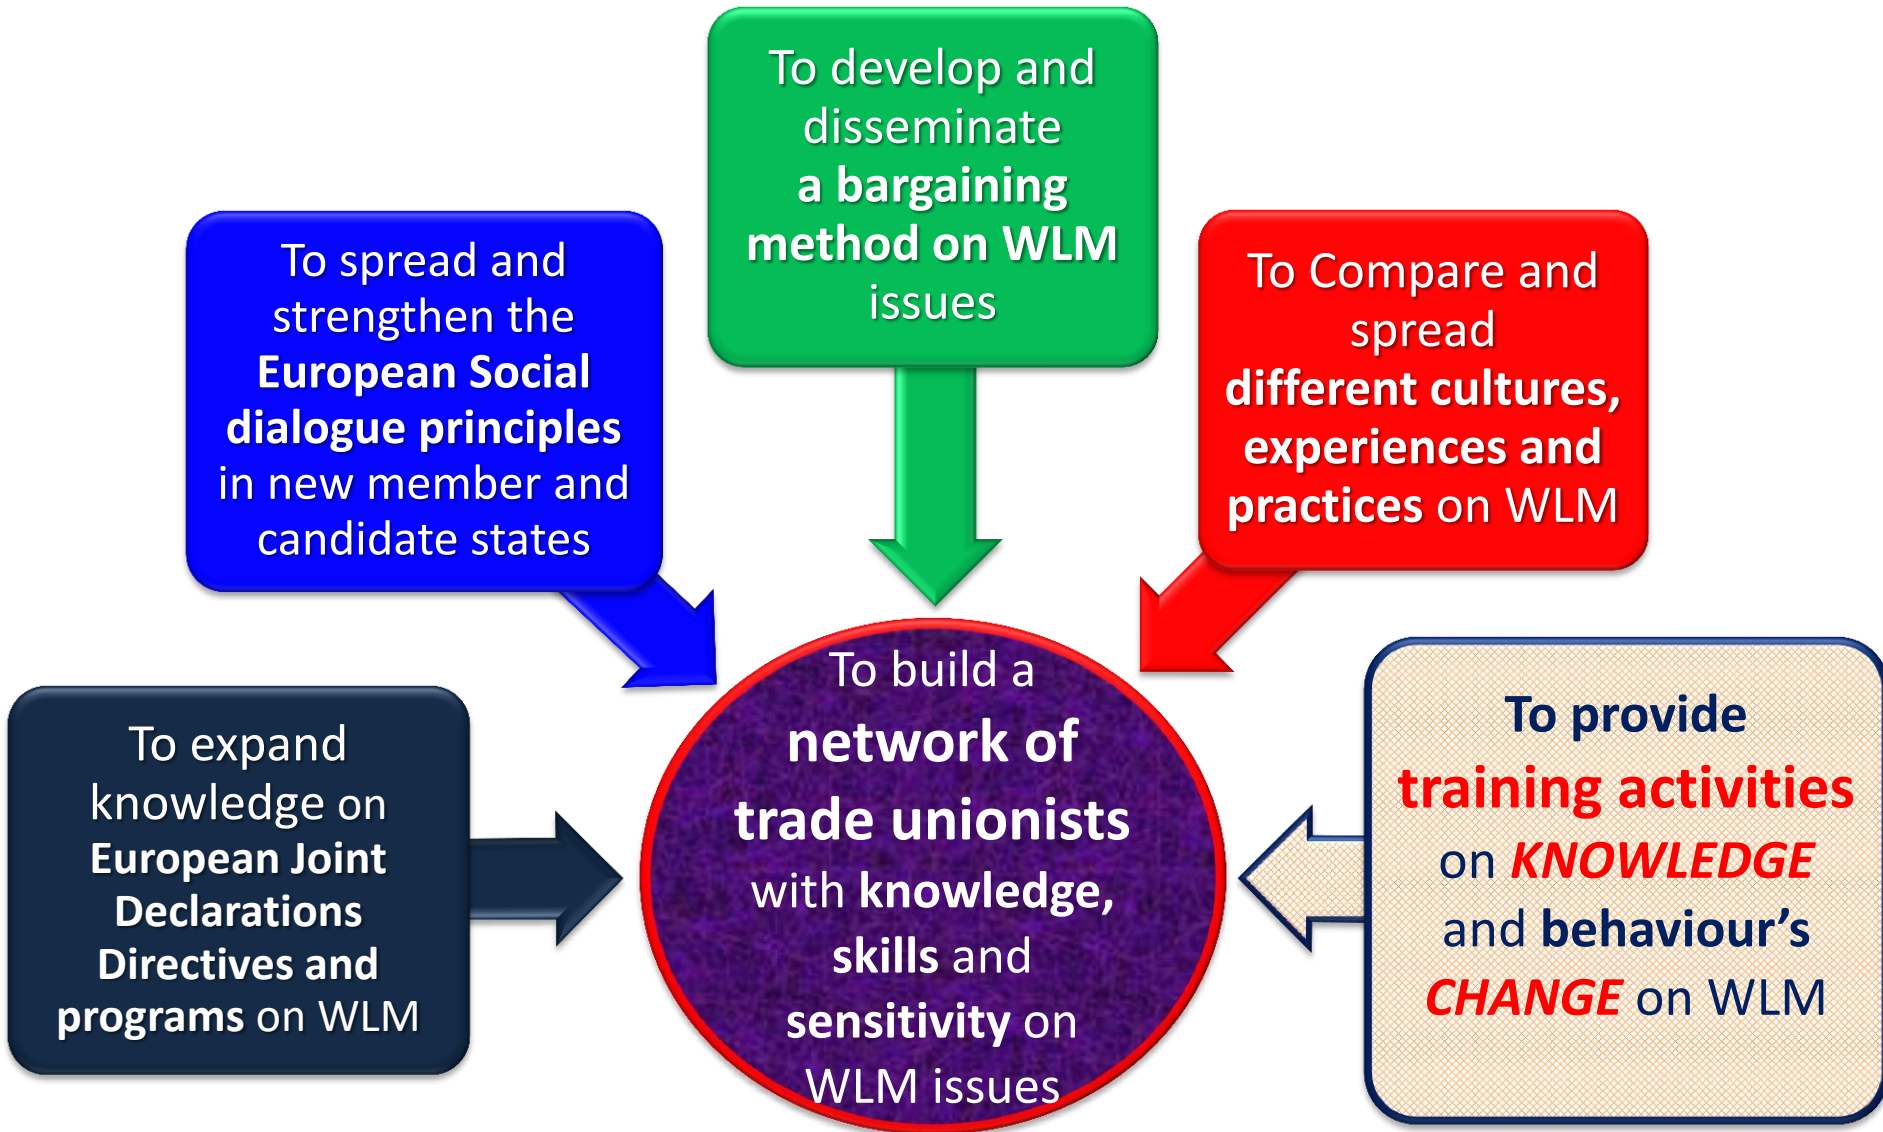 To develop and
disseminate
a bargaining
method on WLM
issues
To spread and
strengthen the
European Social
dialogue principles
in new member and
candidate states
To Compare and
spread
different cultures,
experiences and
practices on WLM
To expand
knowledge on
European Joint
Declarations
Directives and
programs on WLM
To build a
network of
trade unionists
with knowledge,
skills and
sensitivity on
WLM issues
To provide
training activities
on KNOWLEDGE
and behaviour’s
CHANGE on WLM